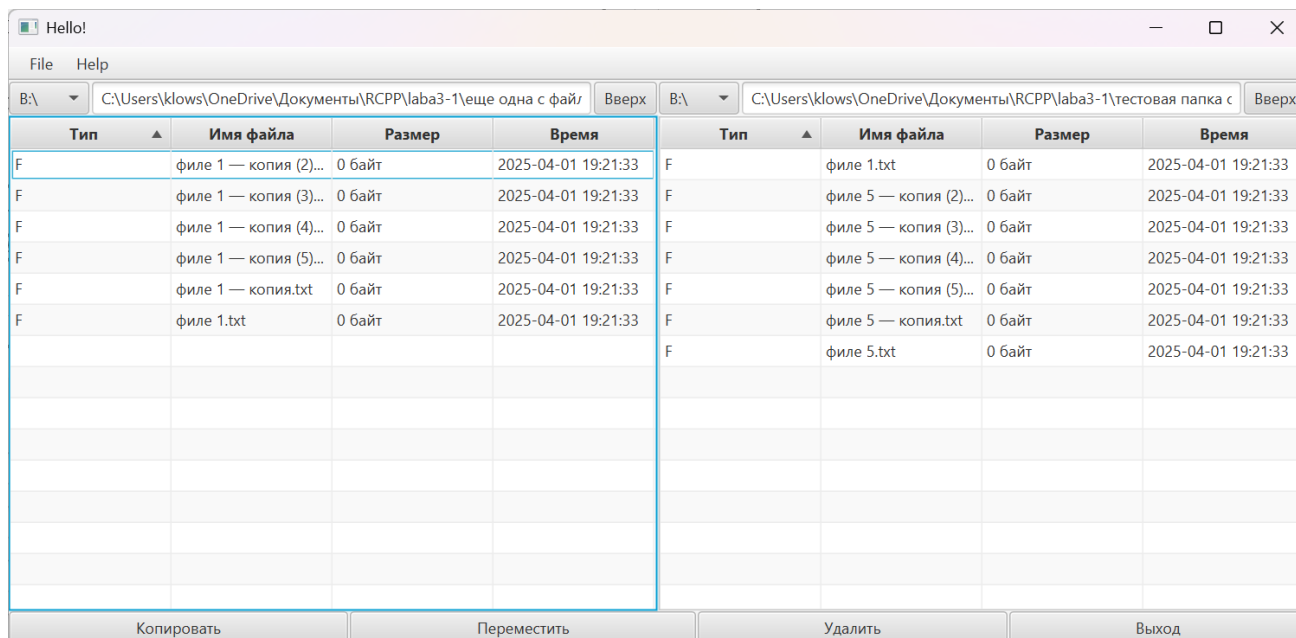 Hello!
File Help
B:\ C:\Users\klows\OneDrive\Документы\RCPP\laba3-1\еще одна с файл Вверх B:\ C:\Users\klows\OneDrive\Документы\RCPP\laba3-1\тестовая папка с Вверх
Тип Имя файла Размер Время Тип Имя файла Размер Время
F филе 1 — копия (2)... 0 байт 2025-04-01 19:21:33 F филе 1.txt 0 байт 2025-04-01 19:21:33
F филе 1 — копия (3)... 0 байт 2025-04-01 19:21:33 F филе 5 — копия (2)... 0 байт 2025-04-01 19:21:33
F филе 1 — копия (4)... 0 байт 2025-04-01 19:21:33 F филе 5 — копия (3)... 0 байт 2025-04-01 19:21:33
F филе 1 — копия (5)... 0 байт 2025-04-01 19:21:33 F филе 5 — копия (4)... 0 байт 2025-04-01 19:21:33
F филе 1 — копия.txt 0 байт 2025-04-01 19:21:33 F филе 5 — копия (5)... 0 байт 2025-04-01 19:21:33
F филе 1.txt 0 байт 2025-04-01 19:21:33 F филе 5 — копия.txt 0 байт 2025-04-01 19:21:33
F филе 5.txt 0 байт 2025-04-01 19:21:33
Копировать Переместить Удалить Выход